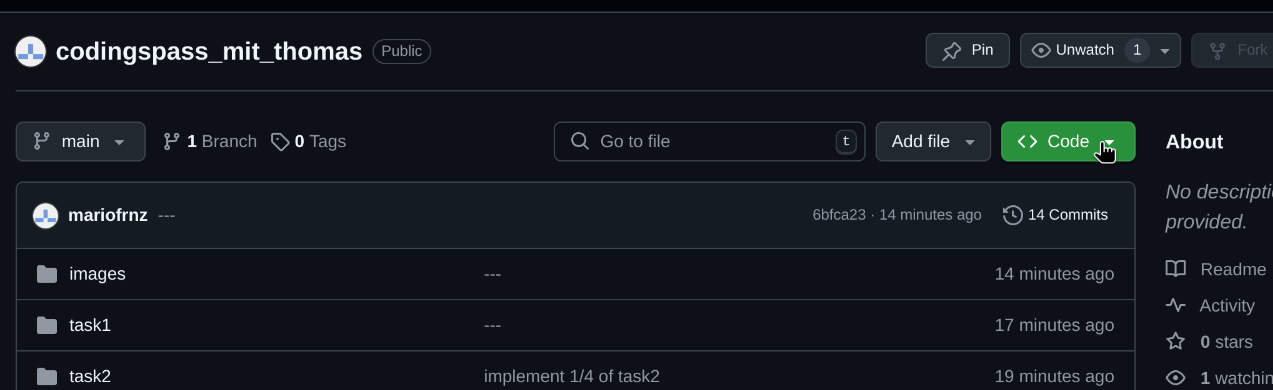 codingspass_mit_thomas Public Pin Unwatch 1 Fork
main 1 Branch 0 Tags Go to file t Add file Code About
No descripti
provided.
mariofrnz --- 6bfca23 · 14 minutes ago 14 Commits
images --- 14 minutes ago Readme
Activity
task1 --- 17 minutes ago
0 stars
task2 implement 1/4 of task2 19 minutes ago 1 watchin